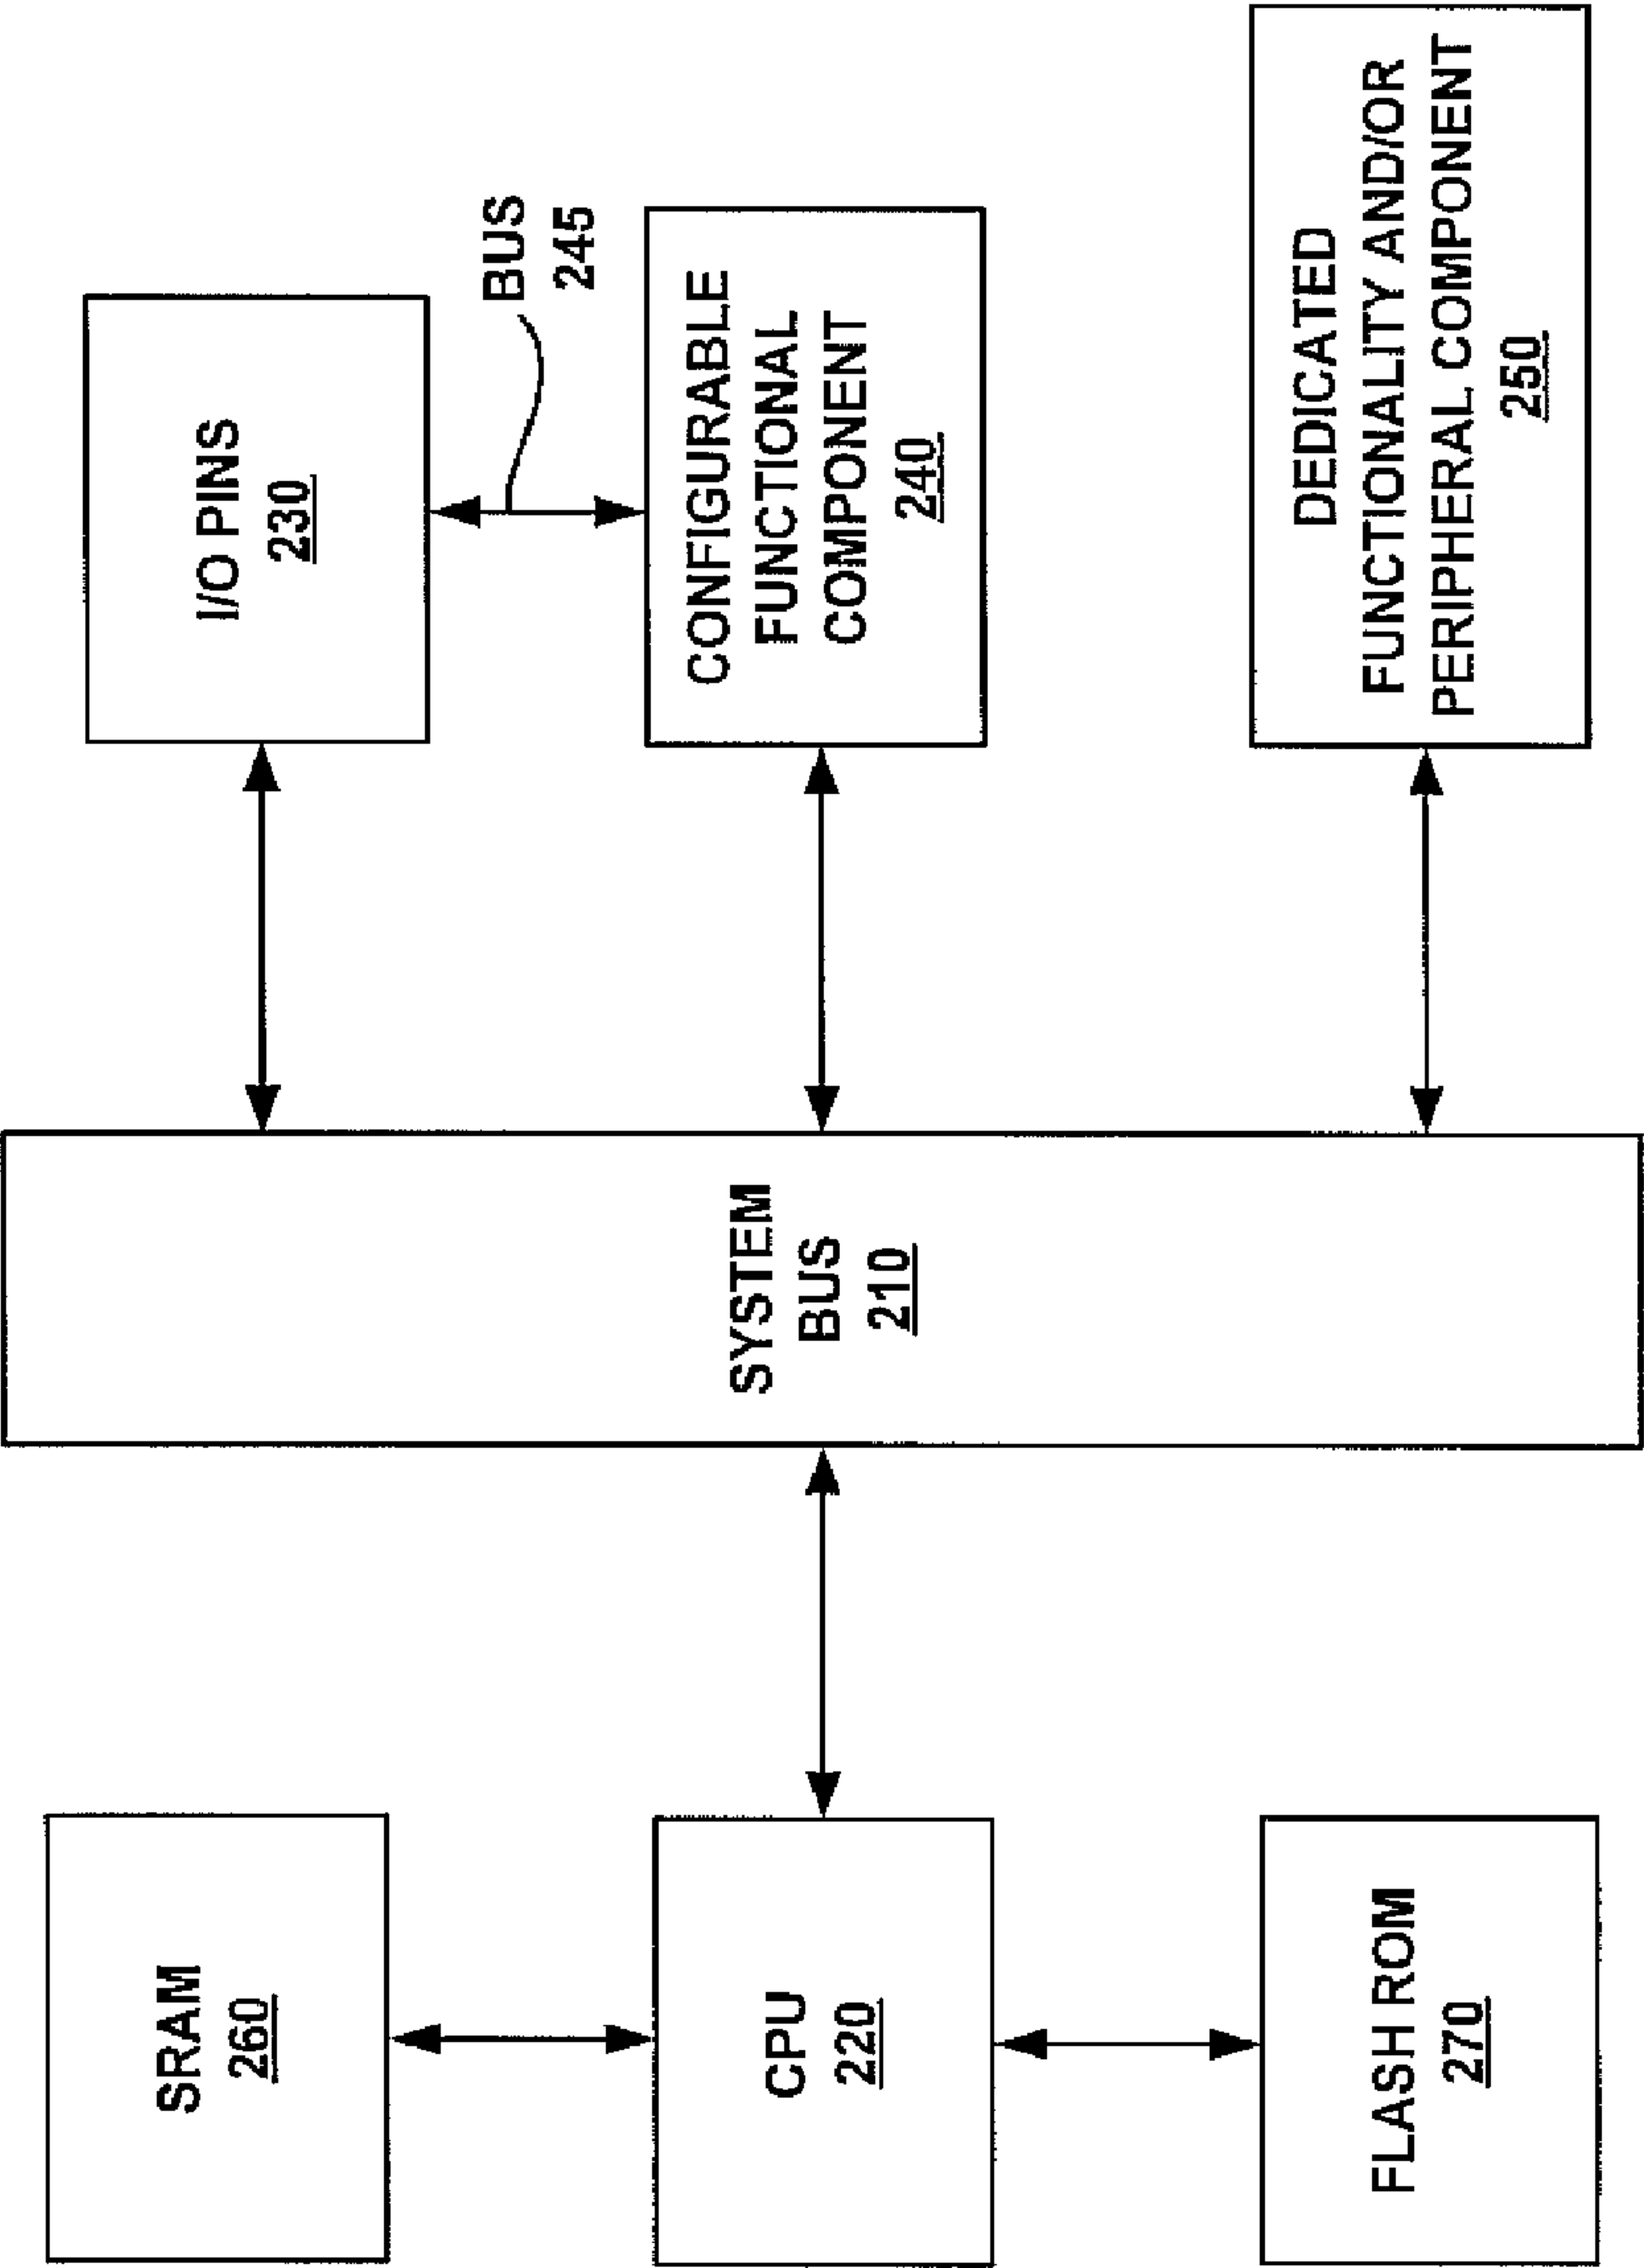 SRAM
260
CPU
220
FLASH ROM
270
SYSTEM
BUS
210
I/O PINS
230
BUS
245
CONFIGURABLE
FUNCTIONAL
COMPONENT
240
DEDICATED
FUNCTIONALITY AND/OR
PERIPHERAL COMPONENT
250